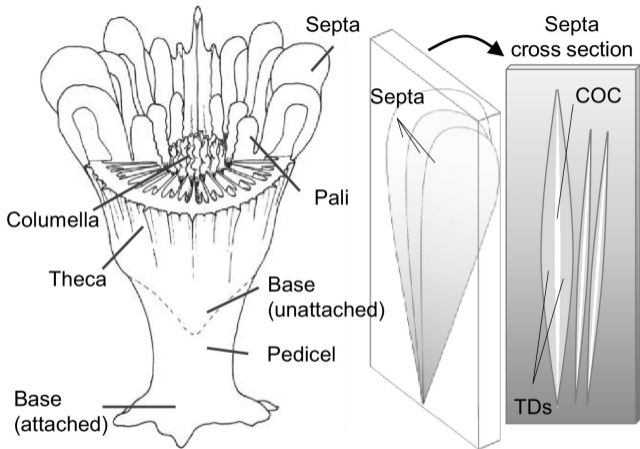 Septa
Columella
Theca
Pali
Base
(unattached)
Pedicel
Base
(attached)
Septa
Septa
cross section
COC
TDs